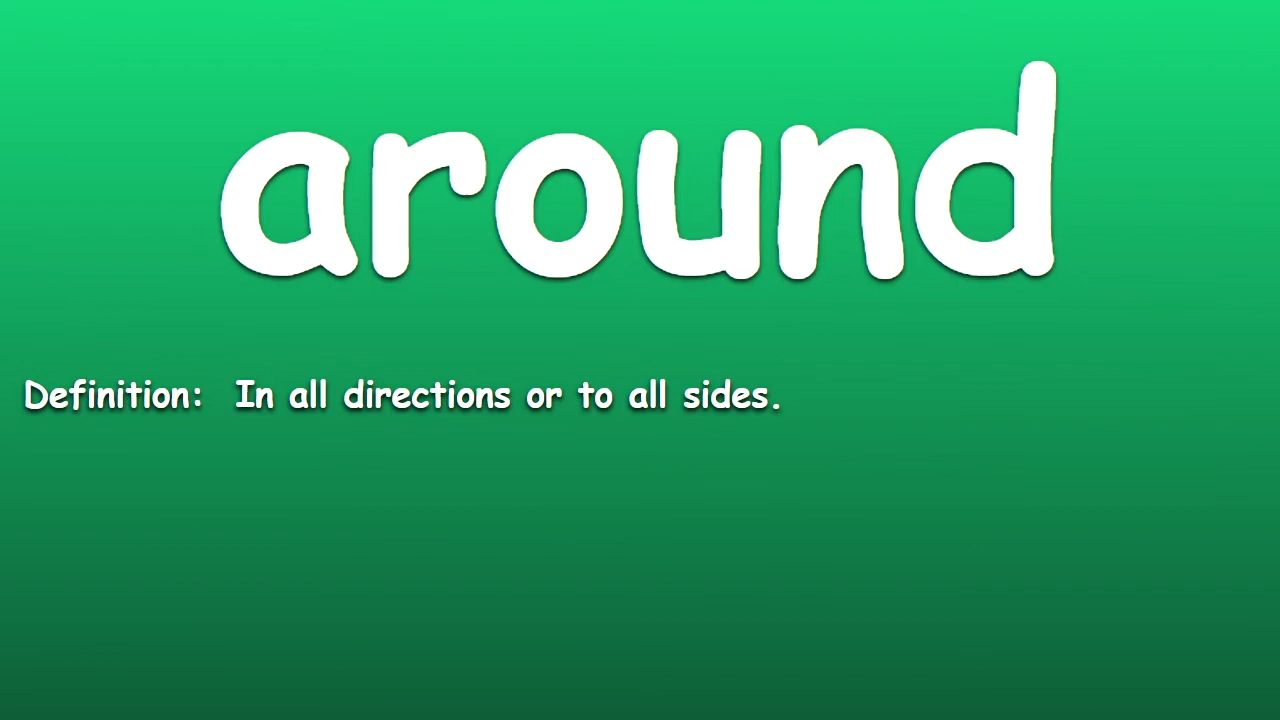 around
Definition:  In all directions or to all sides.